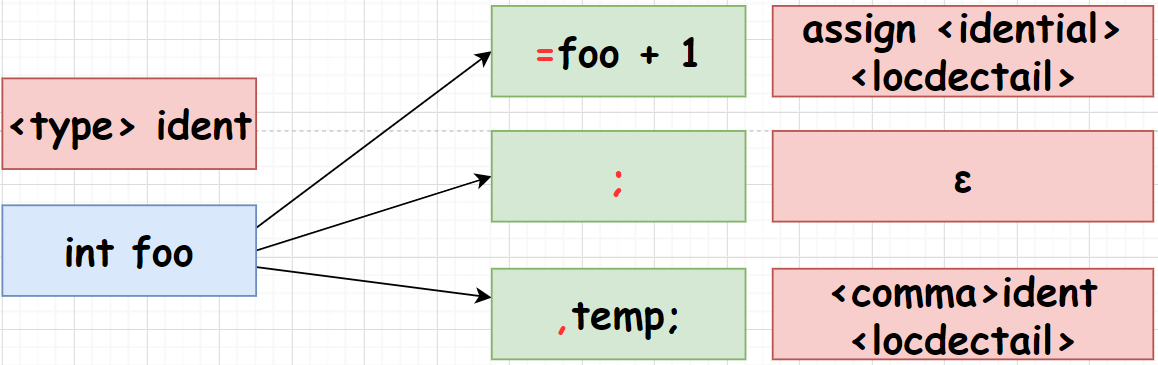 <type> ident
int foo
=foo + 1
;
,temp;
assign <idential>
<locdectail>
ε
<comma>ident
<locdectail>